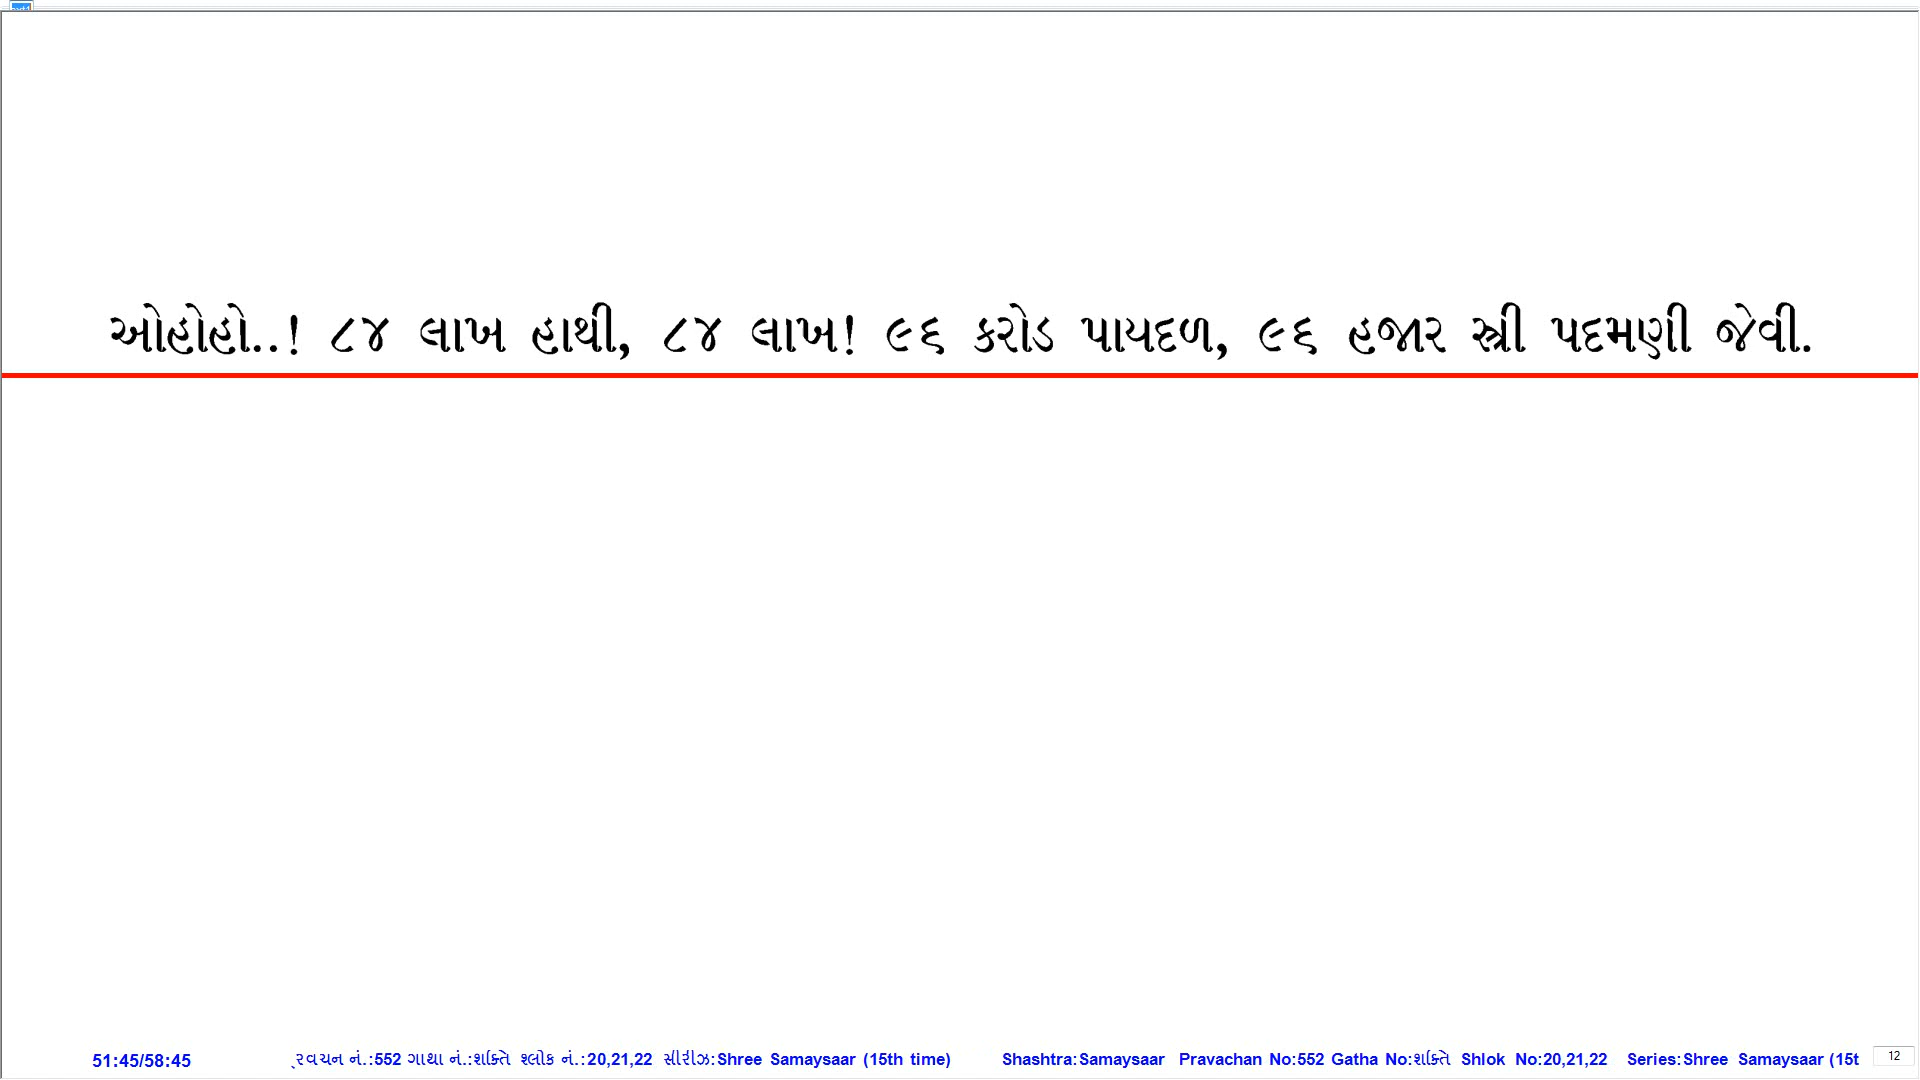 ઓહોહો..! ૮૪ લાખ હાથી, ૮૪ લાખ! ૯૬ કરોડ પાયદળ, ૯૬ હજાર સ્ત્રી પદમણી જેવી.
51:45/58:45 રવચન નં.:552 ગાથા નં.:શક્તિ શ્લોક નં.:20,21,22 સીરીઝ:Shree Samaysaar (15th time) Shashtra:Samaysaar Pravachan No:552 Gatha No:શક્તિ Shlok No:20,21,22 Series:Shree Samaysaar (15t 12